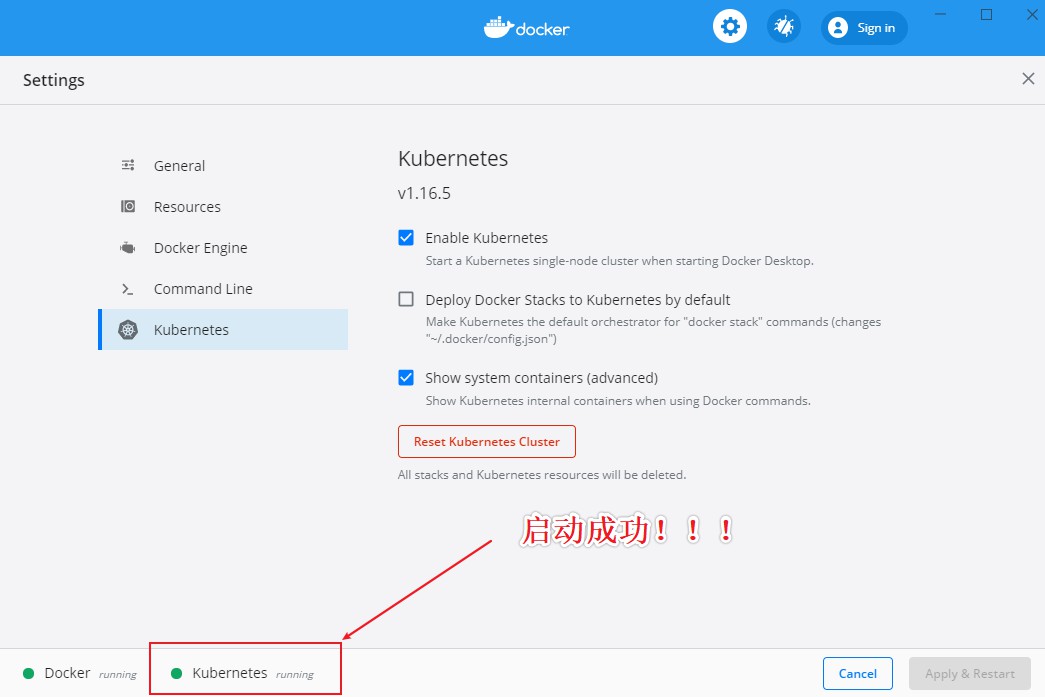 docker
Sign in
Settings
General
Resources
Docker Engine
Command Line
Kubernetes
Kubernetes
v1.16.5
Enable Kubernetes
Start a Kubernetes single-node cluster when starting Docker Desktop.
Deploy Docker Stacks to Kubernetes by default
Make Kubernetes the default orchestrator for "docker stack" commands (changes
"~/.docker/config.json")
Show system containers (advanced)
Show Kubernetes internal containers when using Docker commands.
Reset Kubernetes Cluster
All stacks and Kubernetes resources will be deleted.
启动成功！！！
Docker running
Kubernetes running
Cancel
Apply & Restart